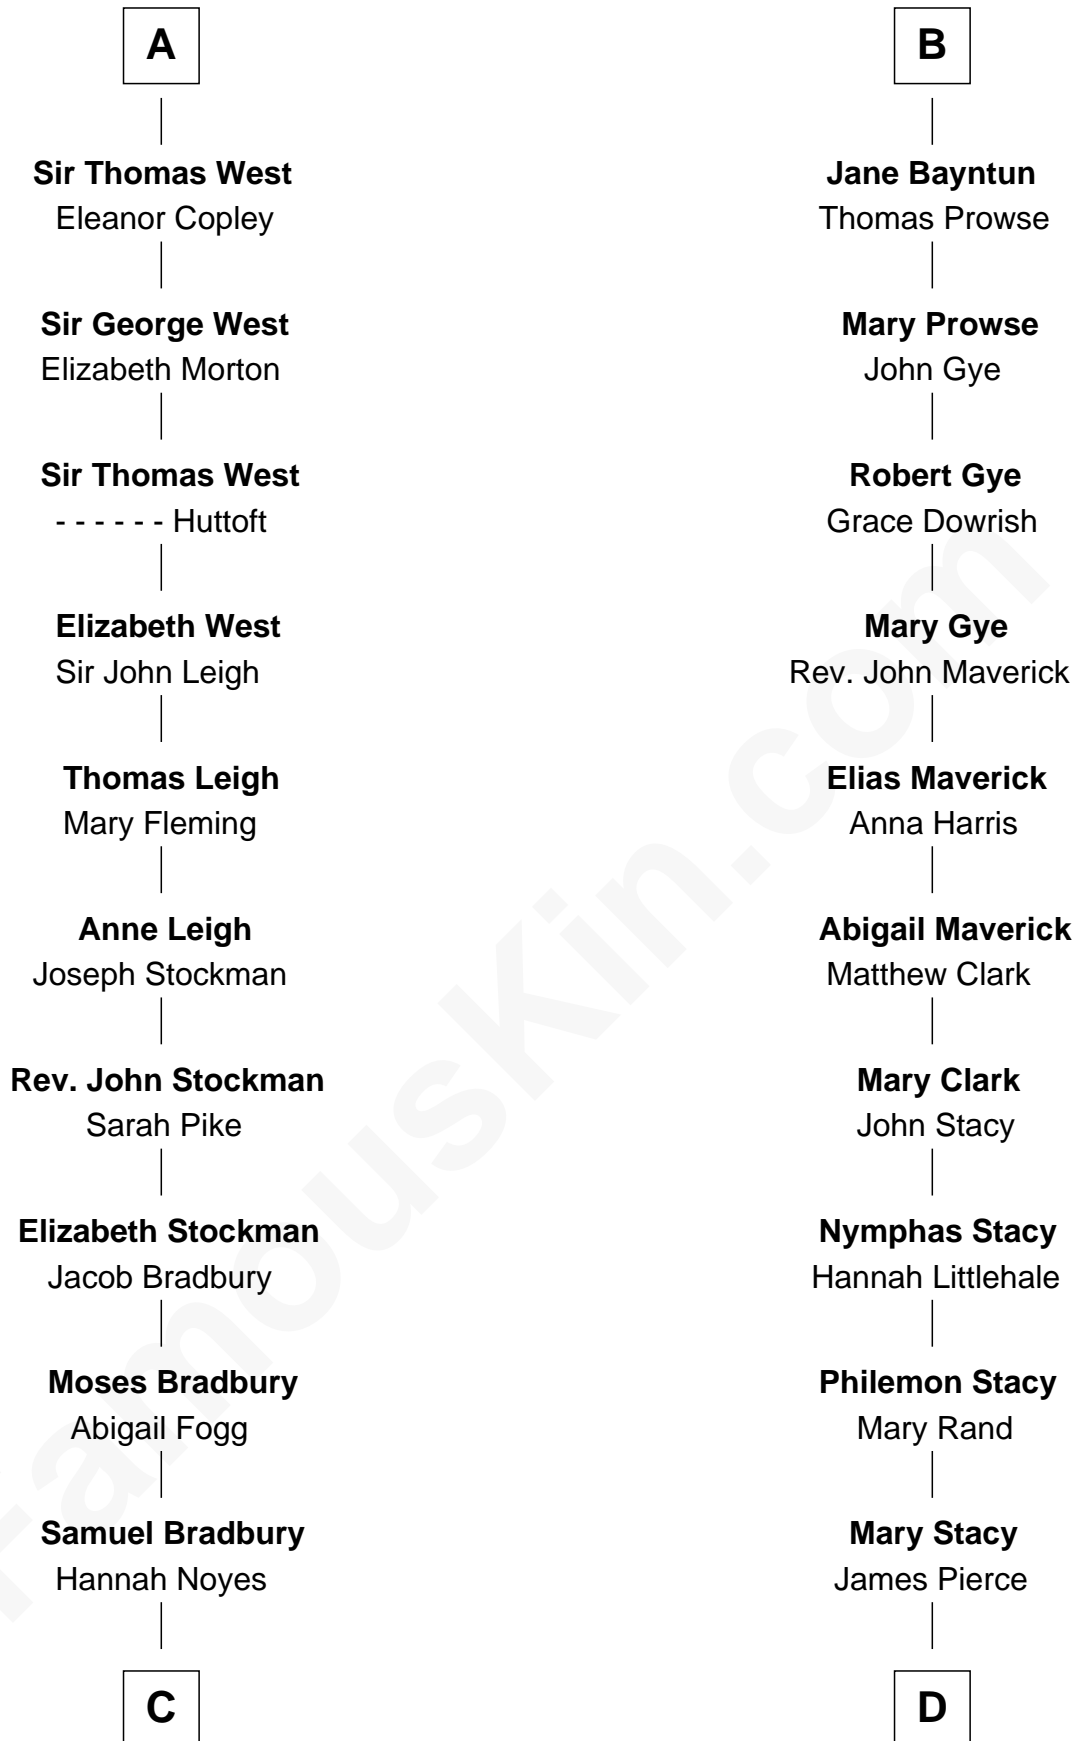 A
Sir Thomas West
Eleanor Copley
Sir George West
Elizabeth Morton
Sir Thomas West
- - - - - - Huttoft
Elizabeth West
Sir John Leigh
Thomas Leigh
Mary Fleming
Anne Leigh
Joseph Stockman
Rev. John Stockman
Sarah Pike
Elizabeth Stockman
Jacob Bradbury
Moses Bradbury
Abigail Fogg
Samuel Bradbury
Hannah Noyes
C
B
Jane Bayntun
Thomas Prowse
Mary Prowse
John Gye
Robert Gye
Grace Dowrish
Mary Gye
Rev. John Maverick
Elias Maverick
Anna Harris
Abigail Maverick
Matthew Clark
Mary Clark
John Stacy
Nymphas Stacy
Hannah Littlehale
Philemon Stacy
Mary Rand
Mary Stacy
James Pierce
D
FamousKin.com